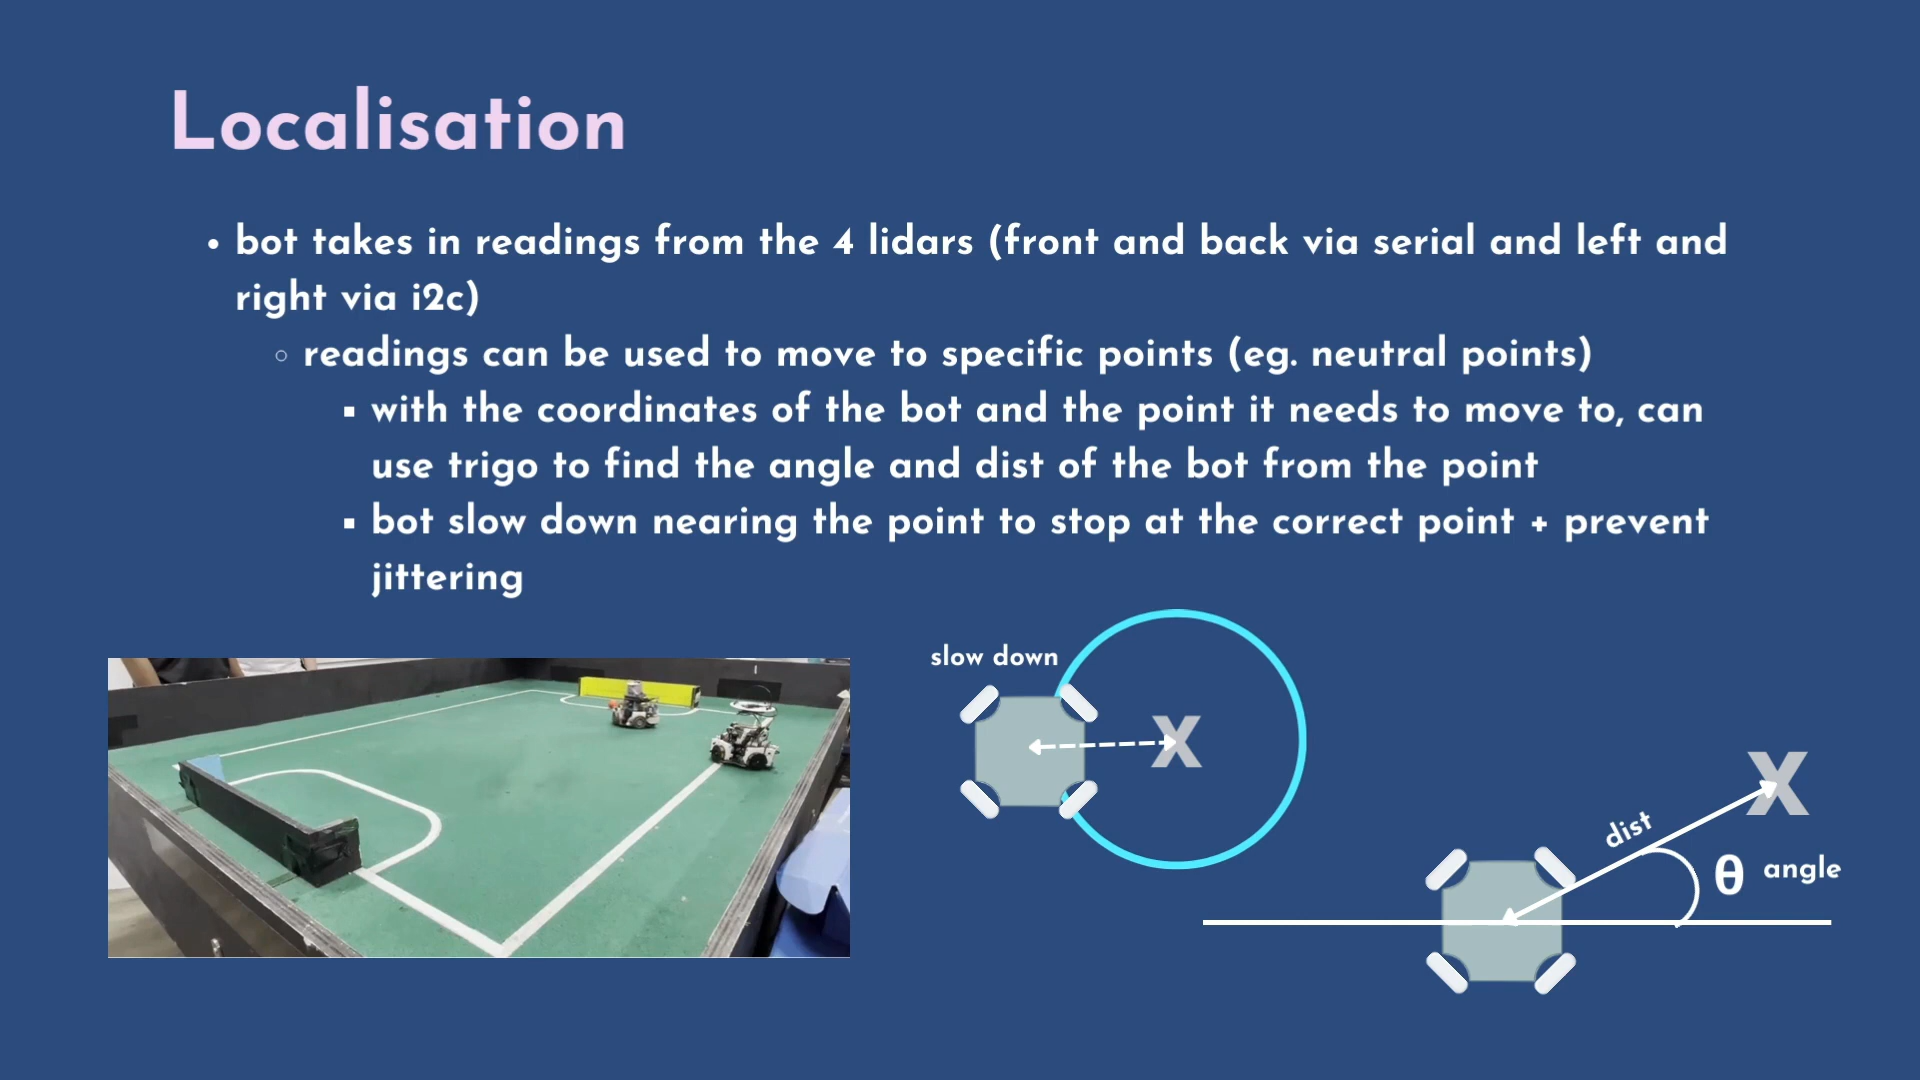 Localisation
• bot takes in readings from the 4 lidars (front and back via serial and left and
right via i2c)
○ readings can be used to move to specific points (eg. neutral points)
▪ with the coordinates of the bot and the point it needs to move to, can
use trigo to find the angle and dist of the bot from the point
▪ bot slow down nearing the point to stop at the correct point + prevent
jittering
slow down
X
X
dist
θ angle